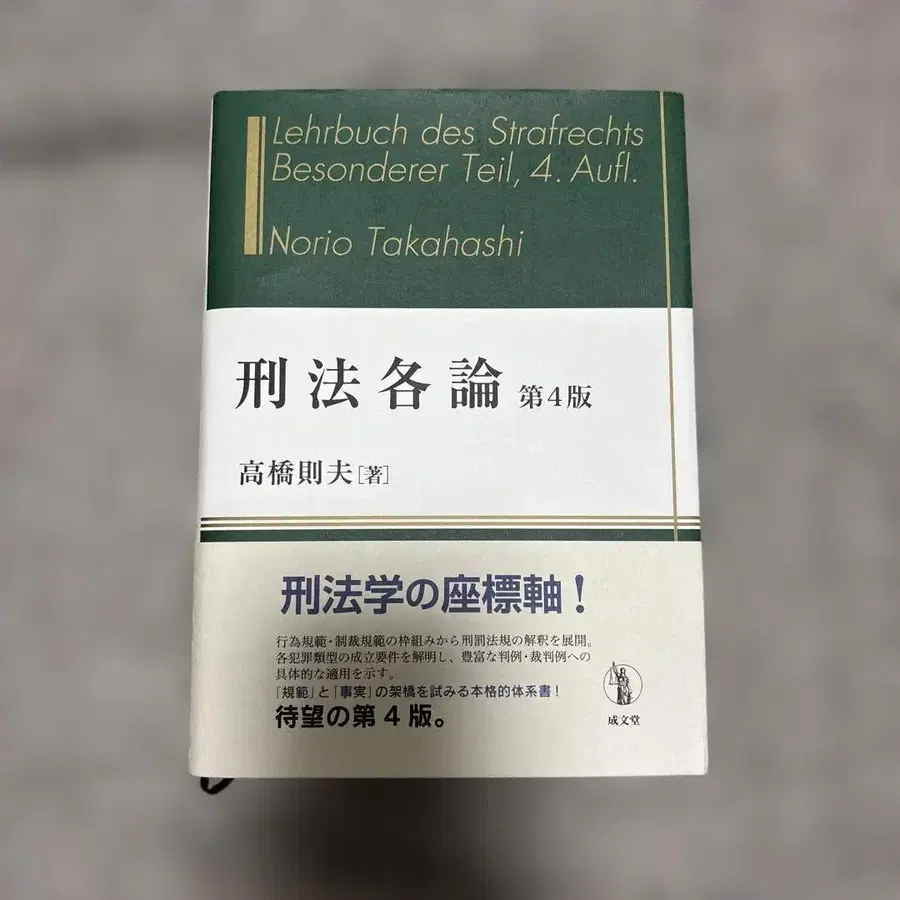 Lehrbuch des Strafrechts
Besonderer Teil, 4. Aufl.
Norio Takahashi
刑法各論 第4版
高橋則夫[著]
刑法学の座標軸!
行為規範・制裁規範の枠組みから刑罰法規の解釈を展開。
各犯罪類型の成立要件を解明し、豊富な判例・裁判例への
具体的な適用を示す。
「規範」と「事実」の架橋を試みる本格的体系書!
待望の第4版。
成文堂